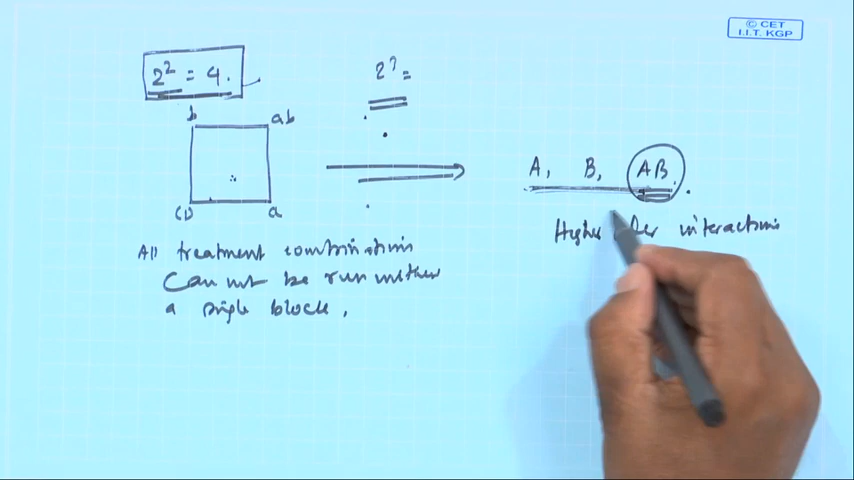 © CET
I.I.T. KGP
2² = 4.
2? =
b ab
(1) a
A, B, AB.
All treatment combinations
Can not be run within
a single block.
Higher interactions